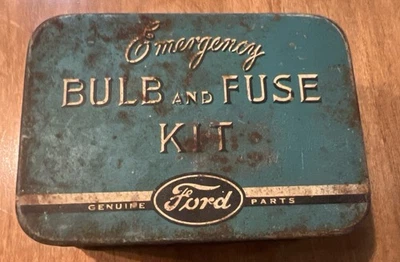 Emergency
BULB AND FUSE
KIT
GENUINE Ford PARTS